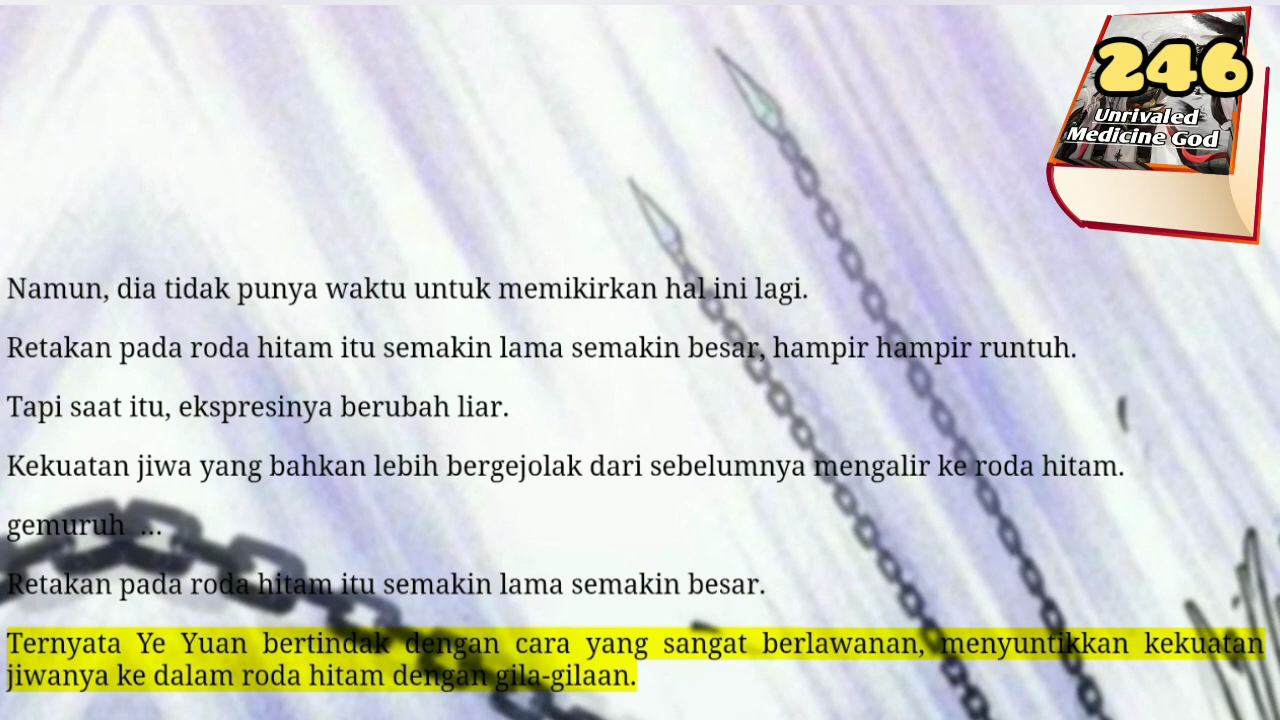 246
Unrivaled
Medicine God
Namun, dia tidak punya waktu untuk memikirkan hal ini lagi.
Retakan pada roda hitam itu semakin lama semakin besar, hampir hampir runtuh.
Tapi saat itu, ekspresinya berubah liar.
Kekuatan jiwa yang bahkan lebih bergejolak dari sebelumnya mengalir ke roda hitam.
gemuruh ...
Retakan pada roda hitam itu semakin lama semakin besar.
Ternyata Ye Yuan bertindak dengan cara yang sangat berlawanan, menyuntikkan kekuatan
jiwanya ke dalam roda hitam dengan gila-gilaan.